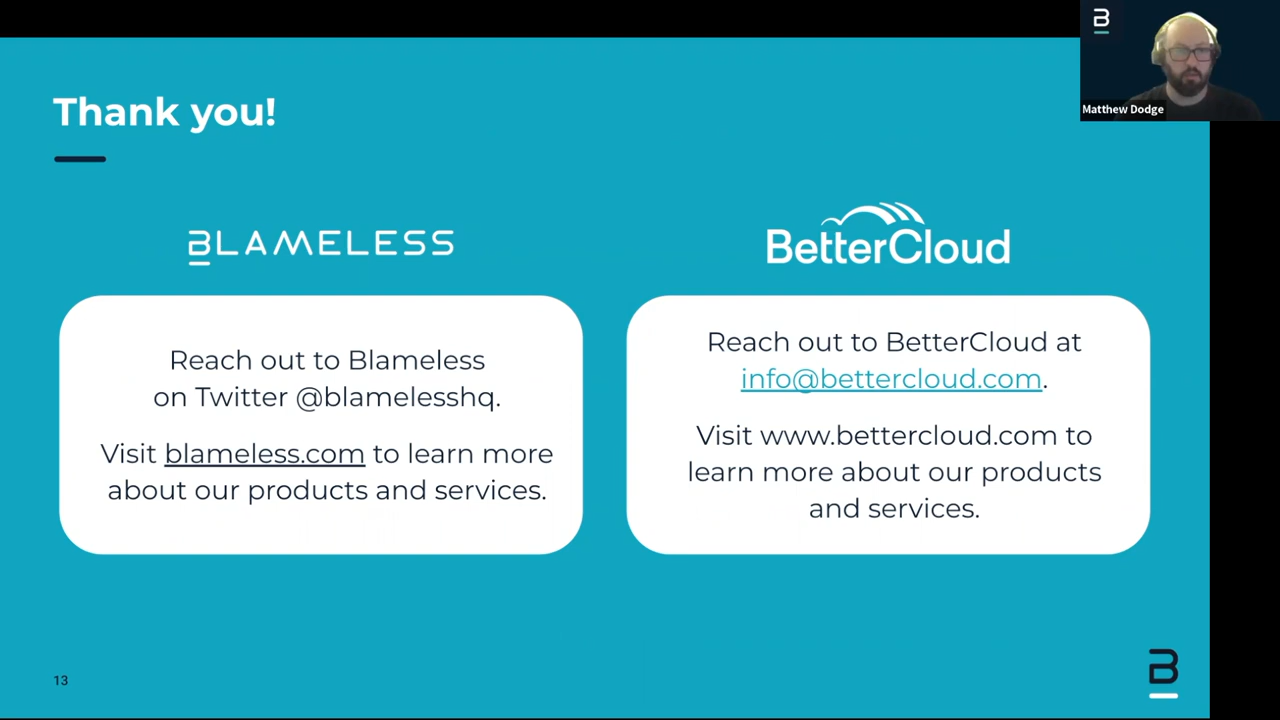 B
Matthew Dodge
Thank you!
BLAMELESS
BetterCloud
Reach out to Blameless
on Twitter @blamelesshq.
Visit blameless.com to learn more
about our products and services.
Reach out to BetterCloud at
info@bettercloud.com.
Visit www.bettercloud.com to
learn more about our products
and services.
13
B